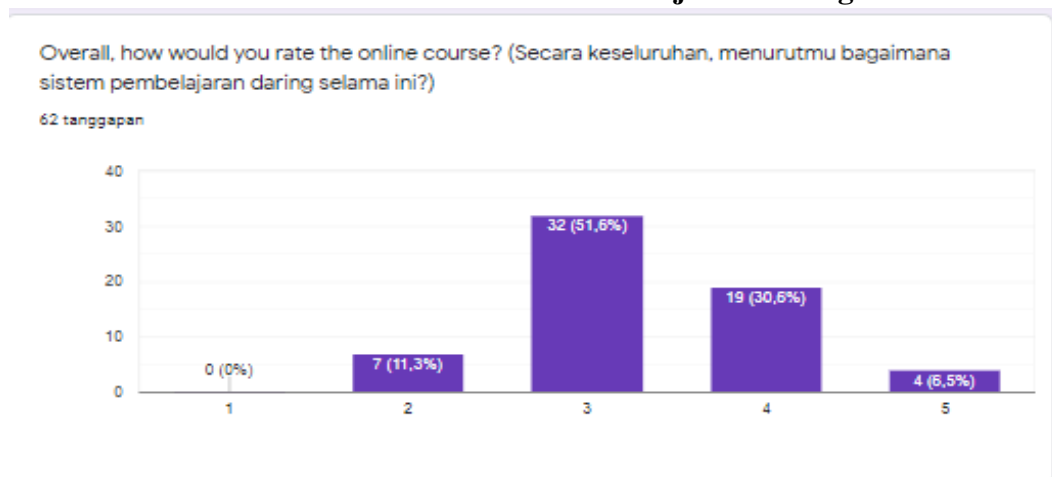 Overall, how would you rate the online course? (Secara keseluruhan, menurutmu bagaimana
sistem pembelajaran daring selama ini?)
62 tanggapan
40
30
20
10
0
0 (0%)
7 (11,3%)
32 (51,6%)
19 (30,6%)
4 (6,5%)
1 2 3 4 5